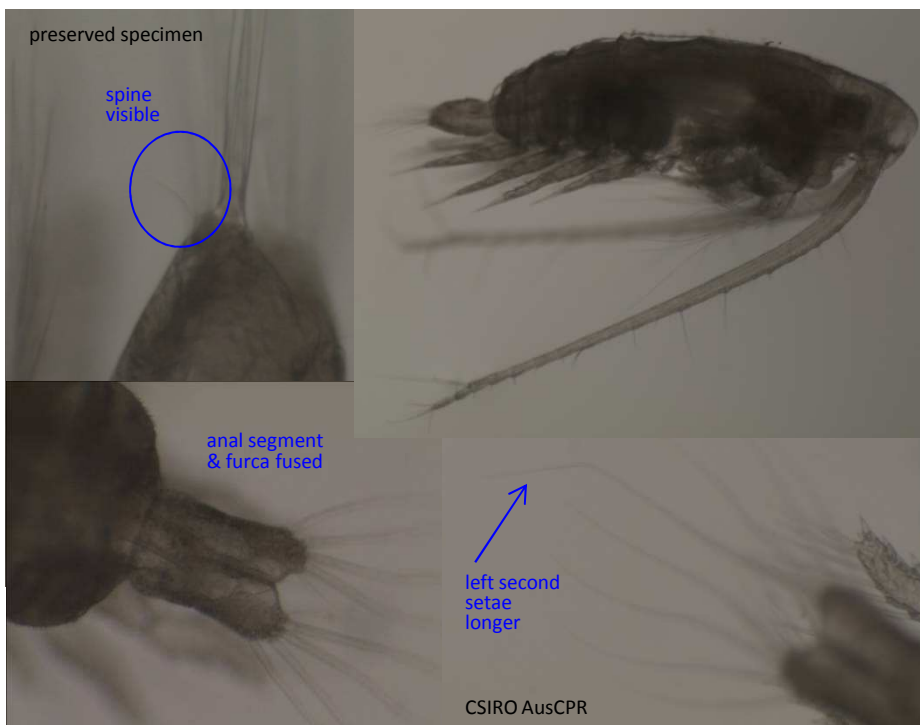 preserved specimen
spine
visible
anal segment
& furca fused
left second
setae
longer
CSIRO AusCPR